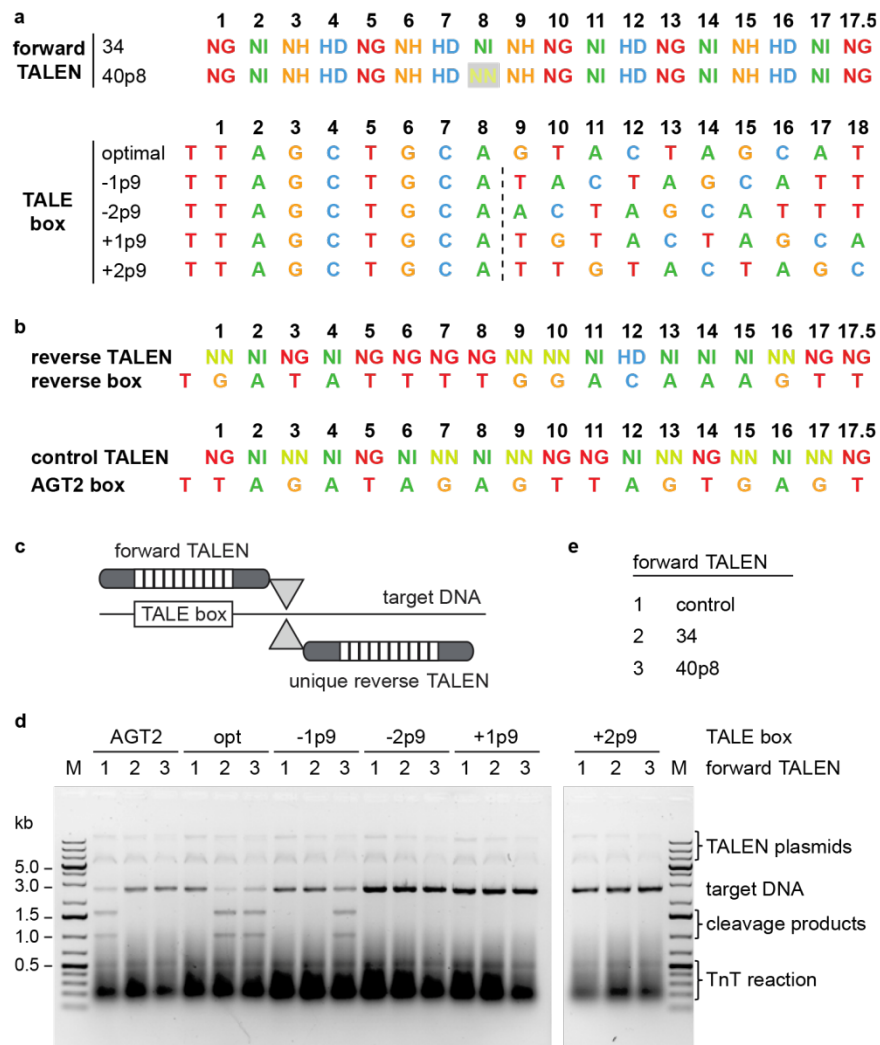 a
1 2 3 4 5 6 7 8 9 10 11 12 13 14 15 16 17 17.5
forward TALEN
34 NG NI NH HD NG NH HD NI NH NG NI HD NG NI NH HD NI NG
40p8 NG NI NH HD NG NH HD NN NH NG NI HD NG NI NH HD NI NG
1 2 3 4 5 6 7 8 9 10 11 12 13 14 15 16 17 18
TALE box
optimal T T A G C T G C A G T A C T A G C A T
-1p9 T T A G C T G C A T A C T A G C A T T
-2p9 T T A G C T G C A A C T A G C A T T T
+1p9 T T A G C T G C A T G T A C T A G C A
+2p9 T T A G C T G C A T T G T A C T A G C
b
1 2 3 4 5 6 7 8 9 10 11 12 13 14 15 16 17 17.5
reverse TALEN NN NI NG NI NG NG NG NG NN NN NI HD NI NI NI NN NG NG
reverse box T G A T A T T T T G G A C A A A G T T
1 2 3 4 5 6 7 8 9 10 11 12 13 14 15 16 17 17.5
control TALEN NG NI NN NI NG NI NN NI NN NG NG NI NN NG NN NI NN NG
AGT2 box T T A G A T A G A G T T A G T G A G T
c
forward TALEN
TALE box
target DNA
unique reverse TALEN
e
forward TALEN
1 control
2 34
3 40p8
d
AGT2 opt -1p9 -2p9 +1p9 +2p9 TALE box
M 1 2 3 1 2 3 1 2 3 1 2 3 1 2 3 1 2 3 M forward TALEN
kb
5.0
3.0
1.5
1.0
0.5
TALEN plasmids
target DNA
cleavage products
TnT reaction